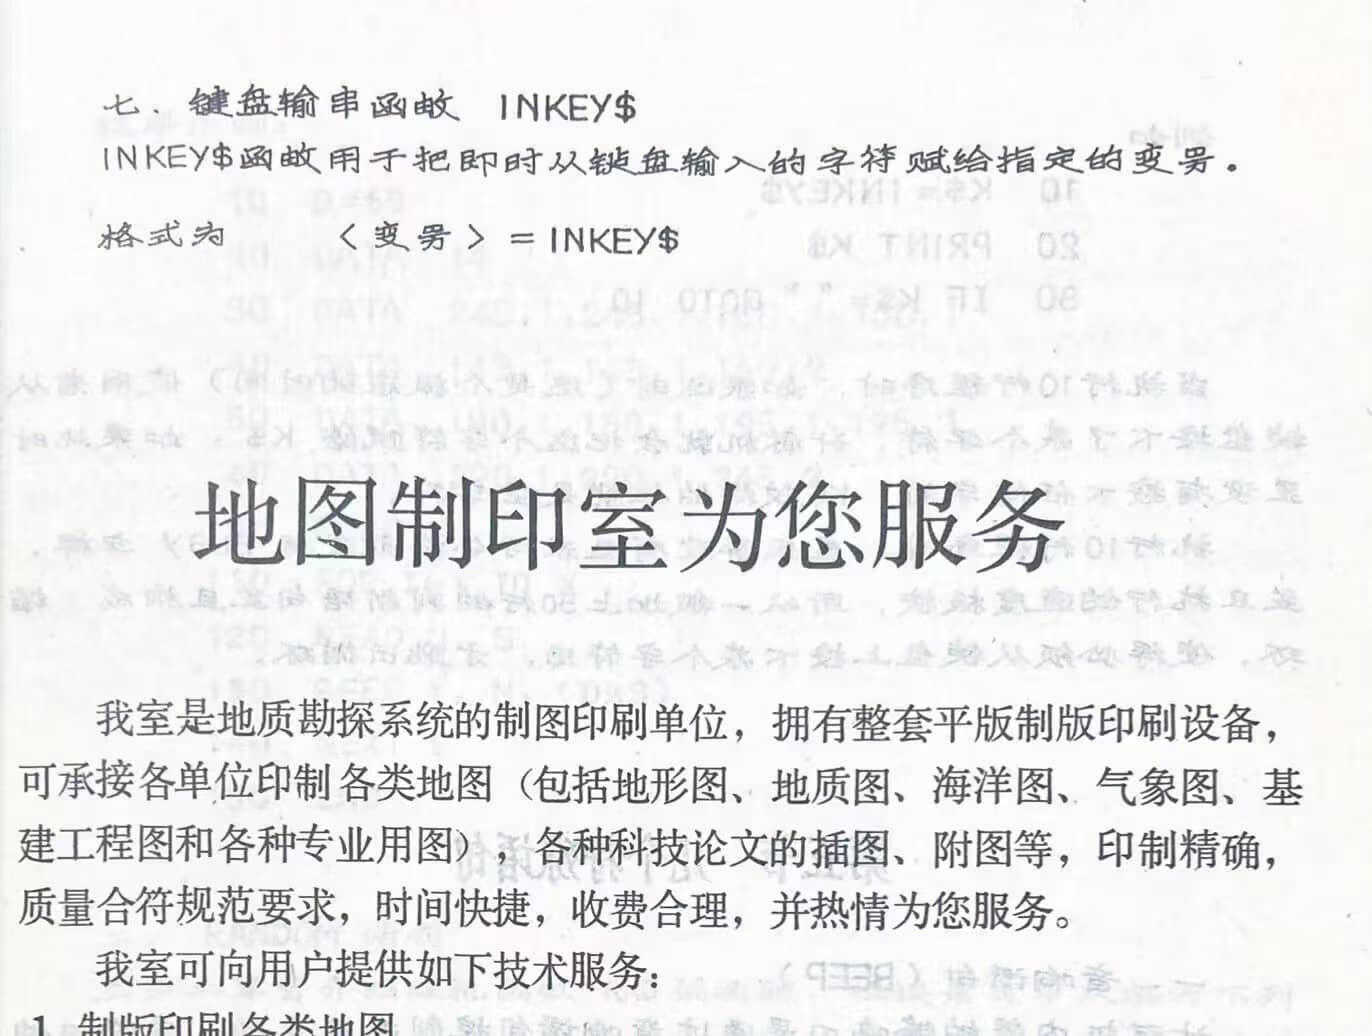 七、键盘输串函数 INKEY$
INKEY$函数用于把即时从键盘输入的字符赋给指定的变号。
格式为 〈变号〉=INKEY$
地图制印室为您服务
我室是地质勘探系统的制图印刷单位，拥有整套平版制版印刷设备，
可承接各单位印制各类地图（包括地形图、地质图、海洋图、气象图、基
建工程图和各种专业用图），各种科技论文的插图、附图等，印制精确，
质量合符规范要求，时间快捷，收费合理，并热情为您服务。
我室可向用户提供如下技术服务：
1.制版印刷各类地图